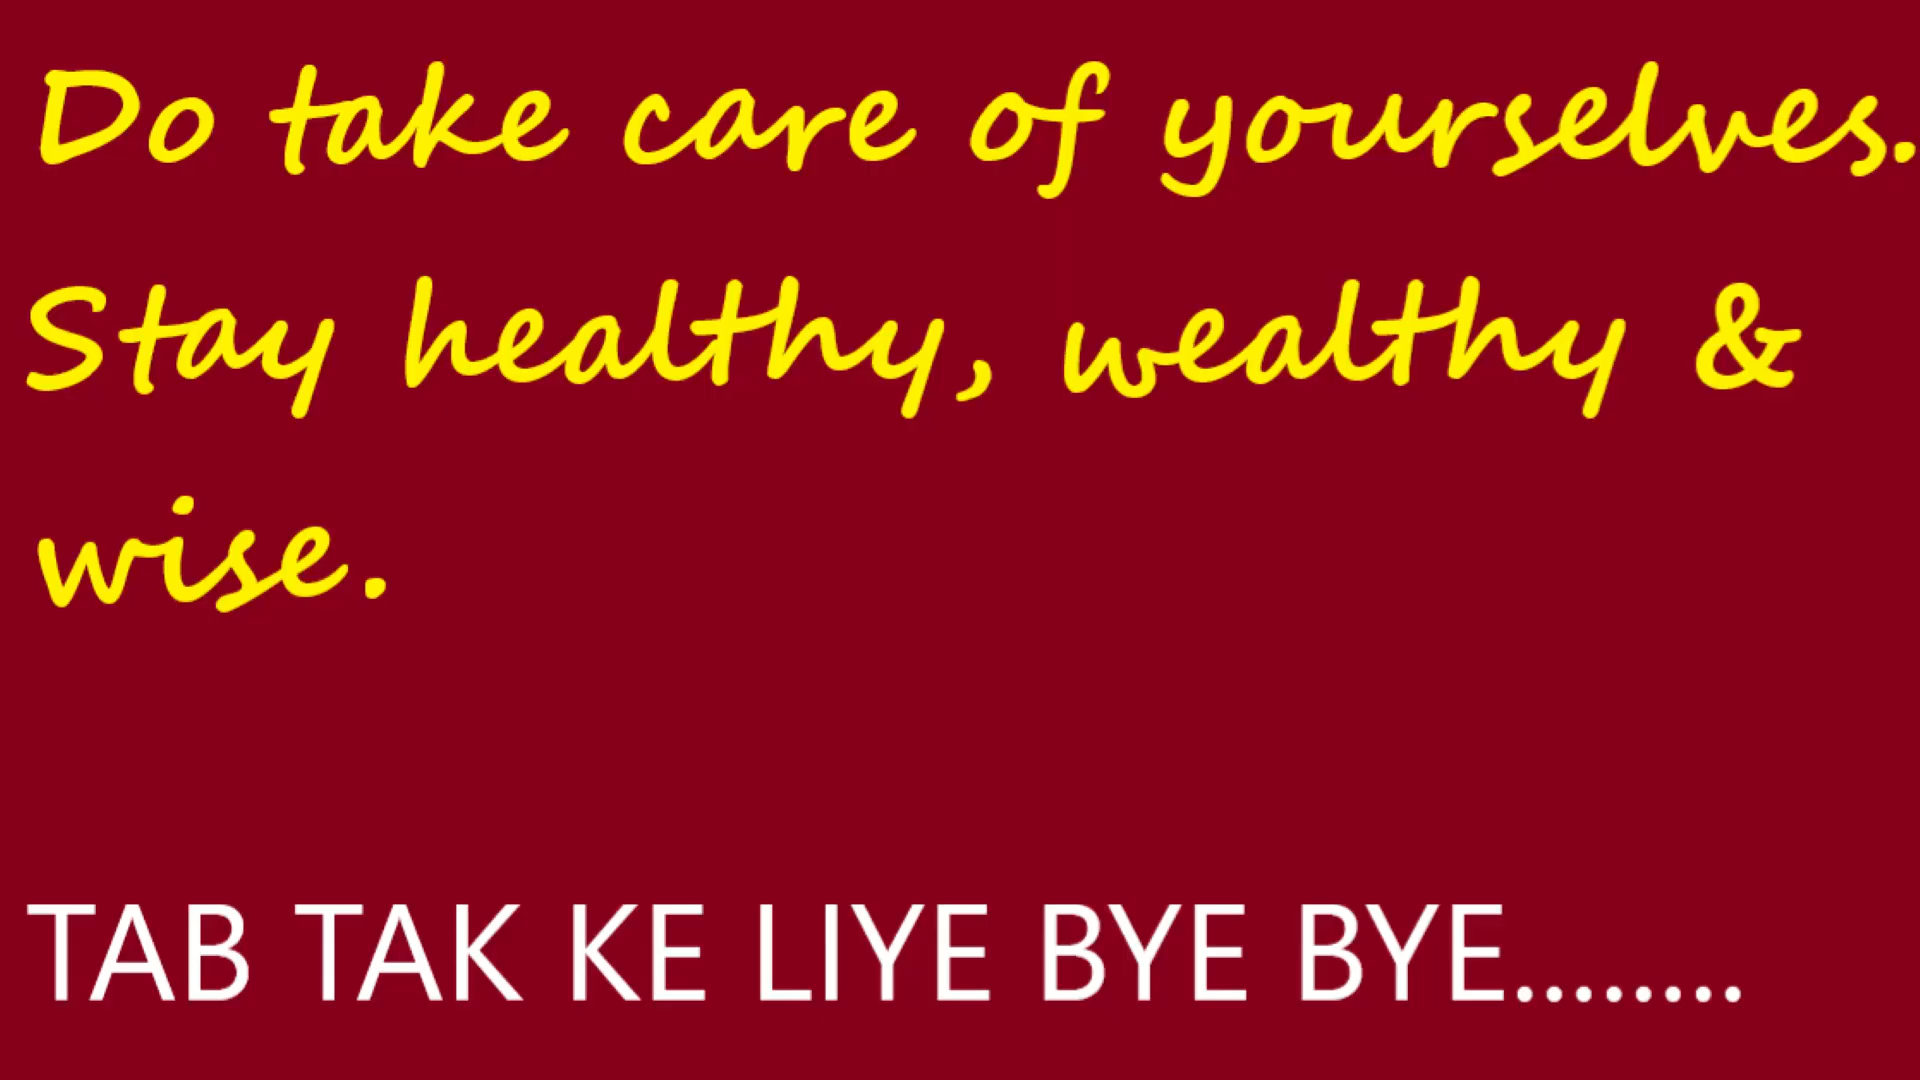 Do take care of yourselves.
Stay healthy, wealthy &
wise.
TAB TAK KE LIYE BYE BYE........